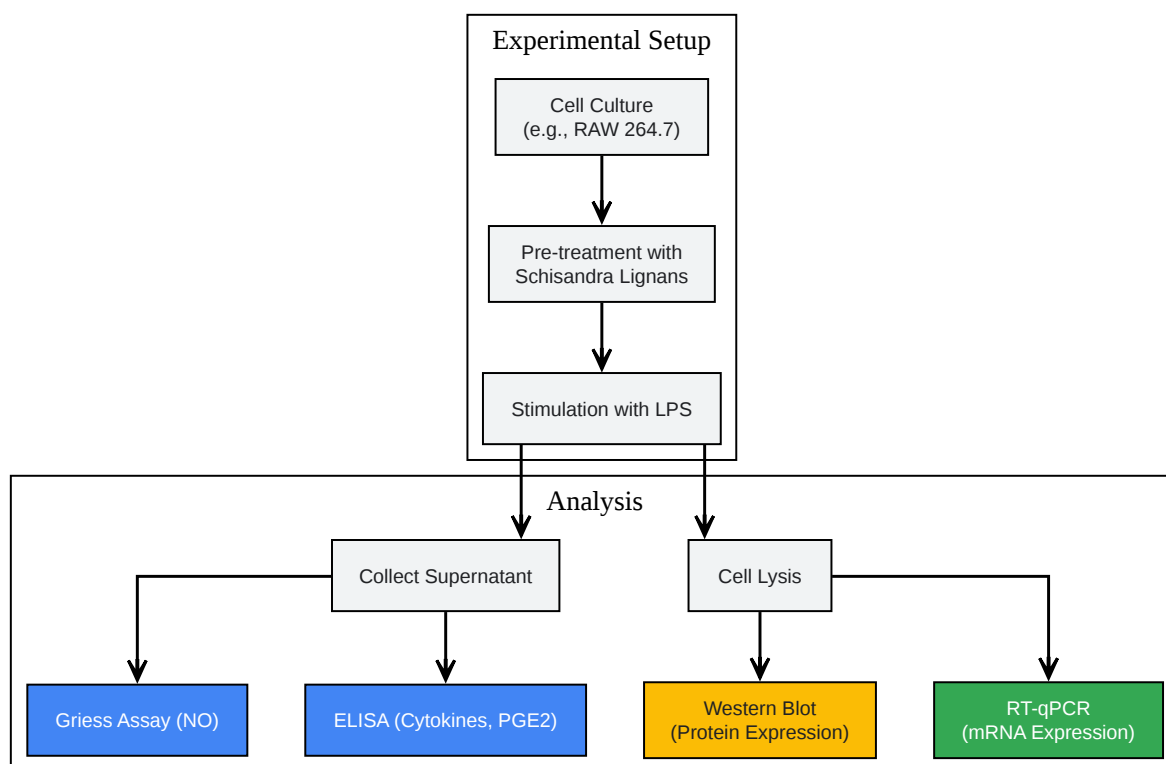 Experimental Setup
Cell Culture
(e.g., RAW 264.7)
Pre-treatment with
Schisandra Lignans
Stimulation with LPS
Analysis
Collect Supernatant
Cell Lysis
Griess Assay (NO)
ELISA (Cytokines, PGE2)
Western Blot
(Protein Expression)
RT-qPCR
(mRNA Expression)